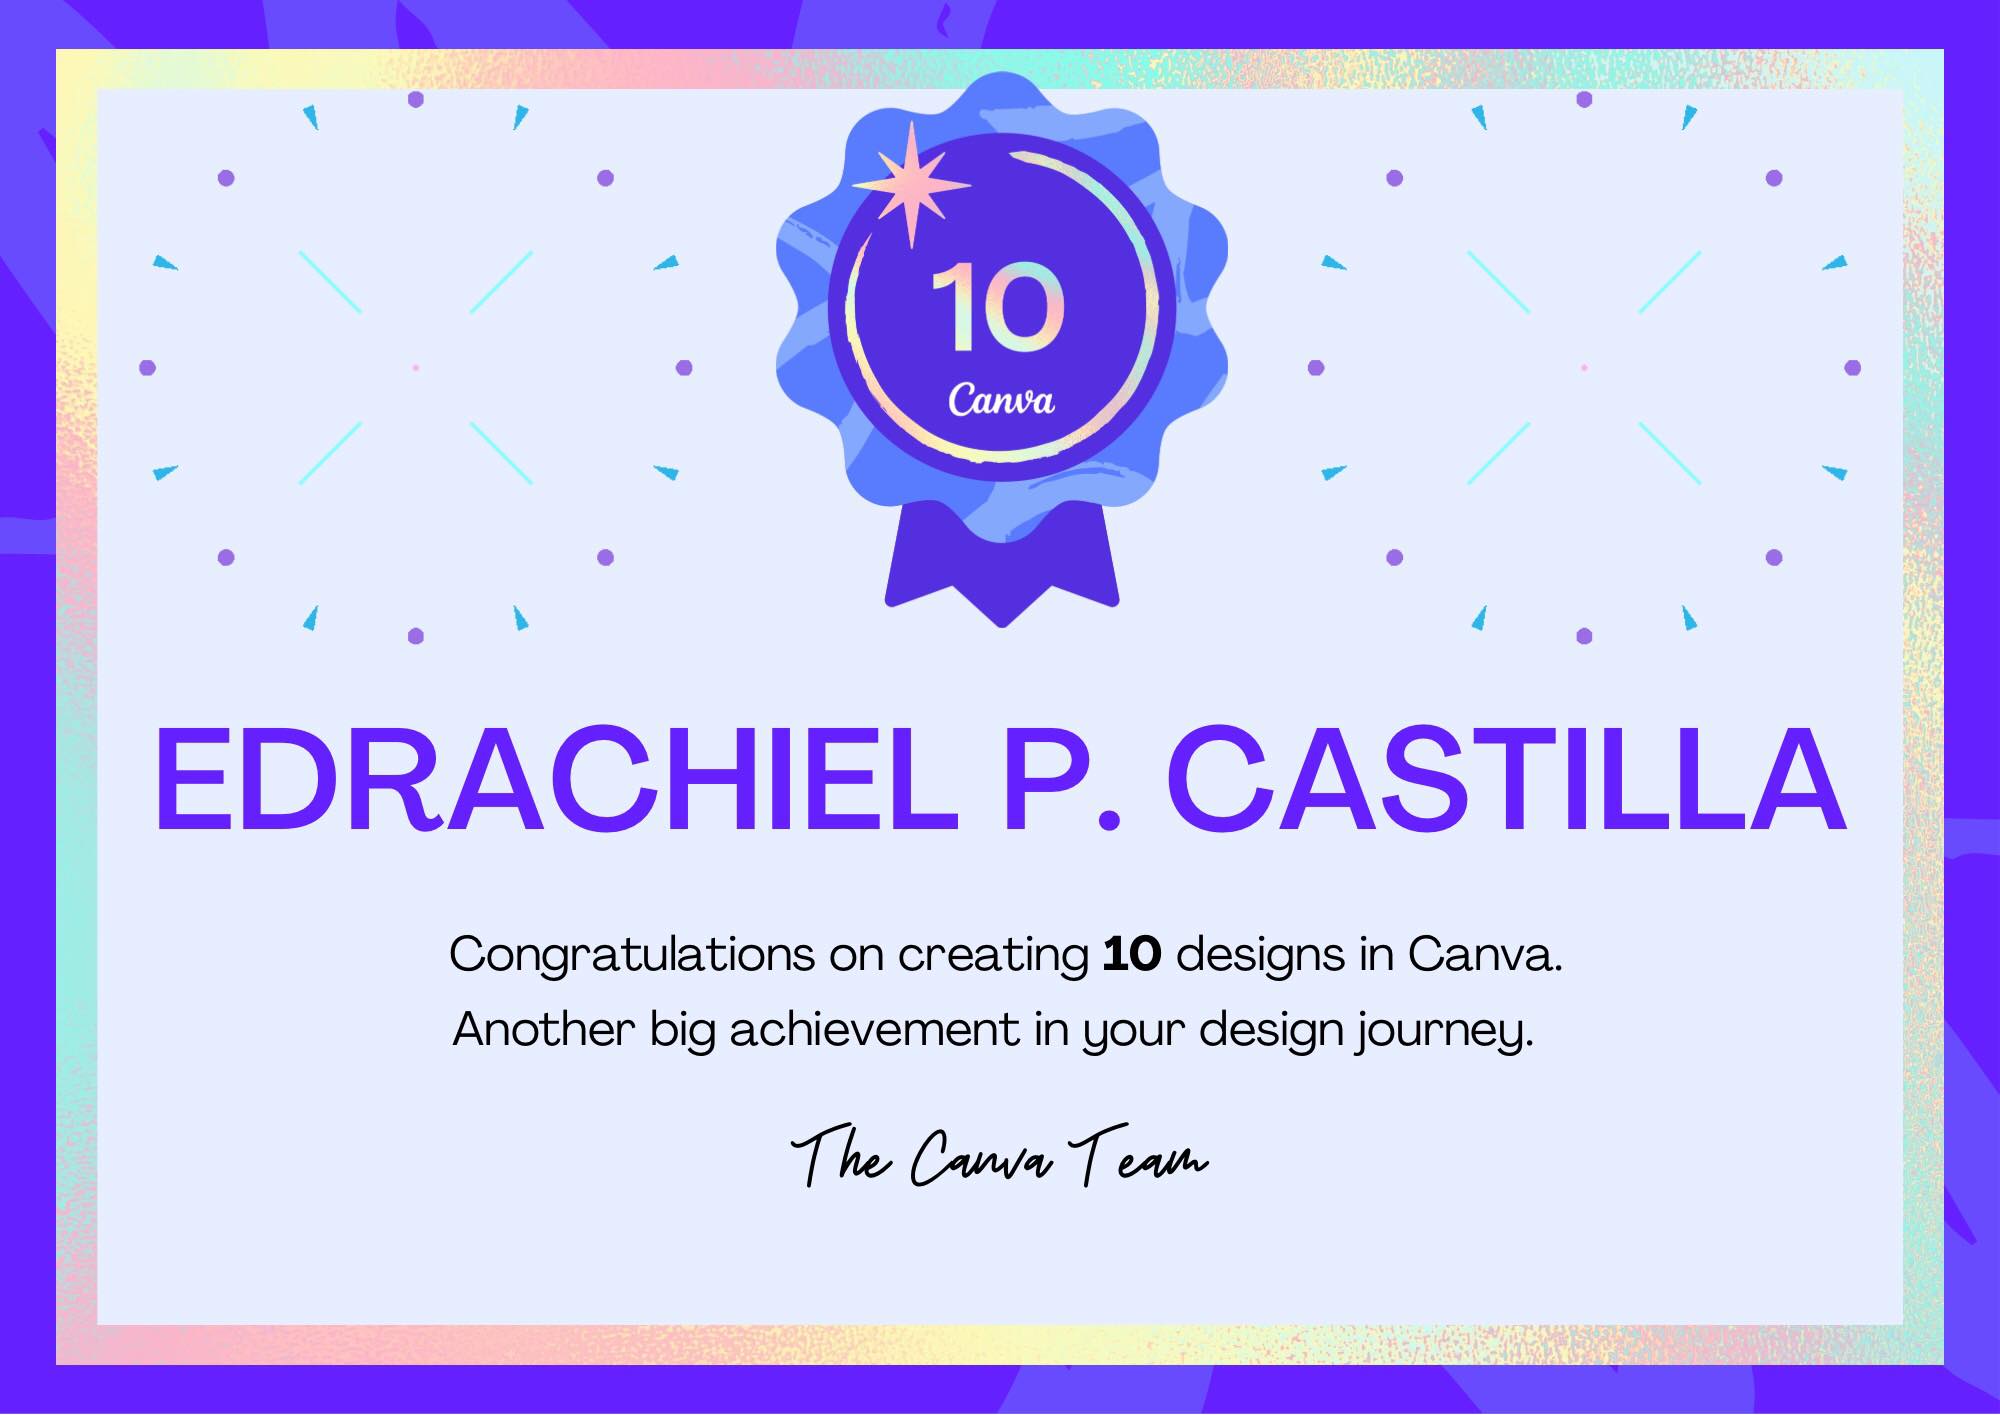 10
Canva
EDRACHIEL P. CASTILLA
Congratulations on creating 10 designs in Canva.
Another big achievement in your design journey.
The Canva Team